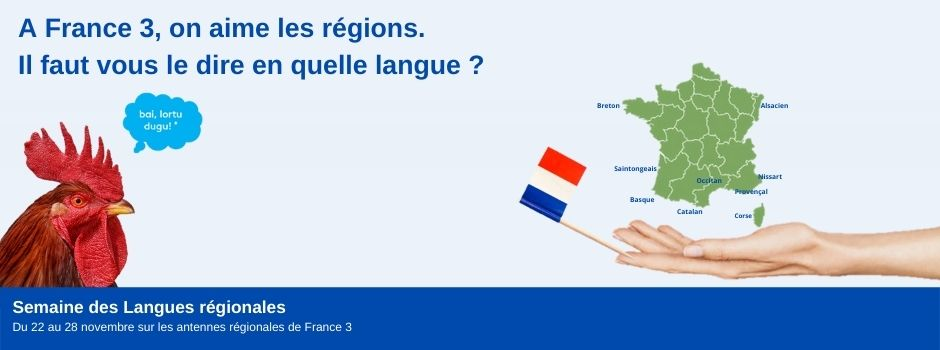 A France 3, on aime les régions.
Il faut vous le dire en quelle langue ?
bai, lortu
dugu! *
Breton
Alsacien
Saintongeais
Occitan
Nissart
Provençal
Basque
Catalan
Corse
Semaine des Langues régionales
Du 22 au 28 novembre sur les antennes régionales de France 3